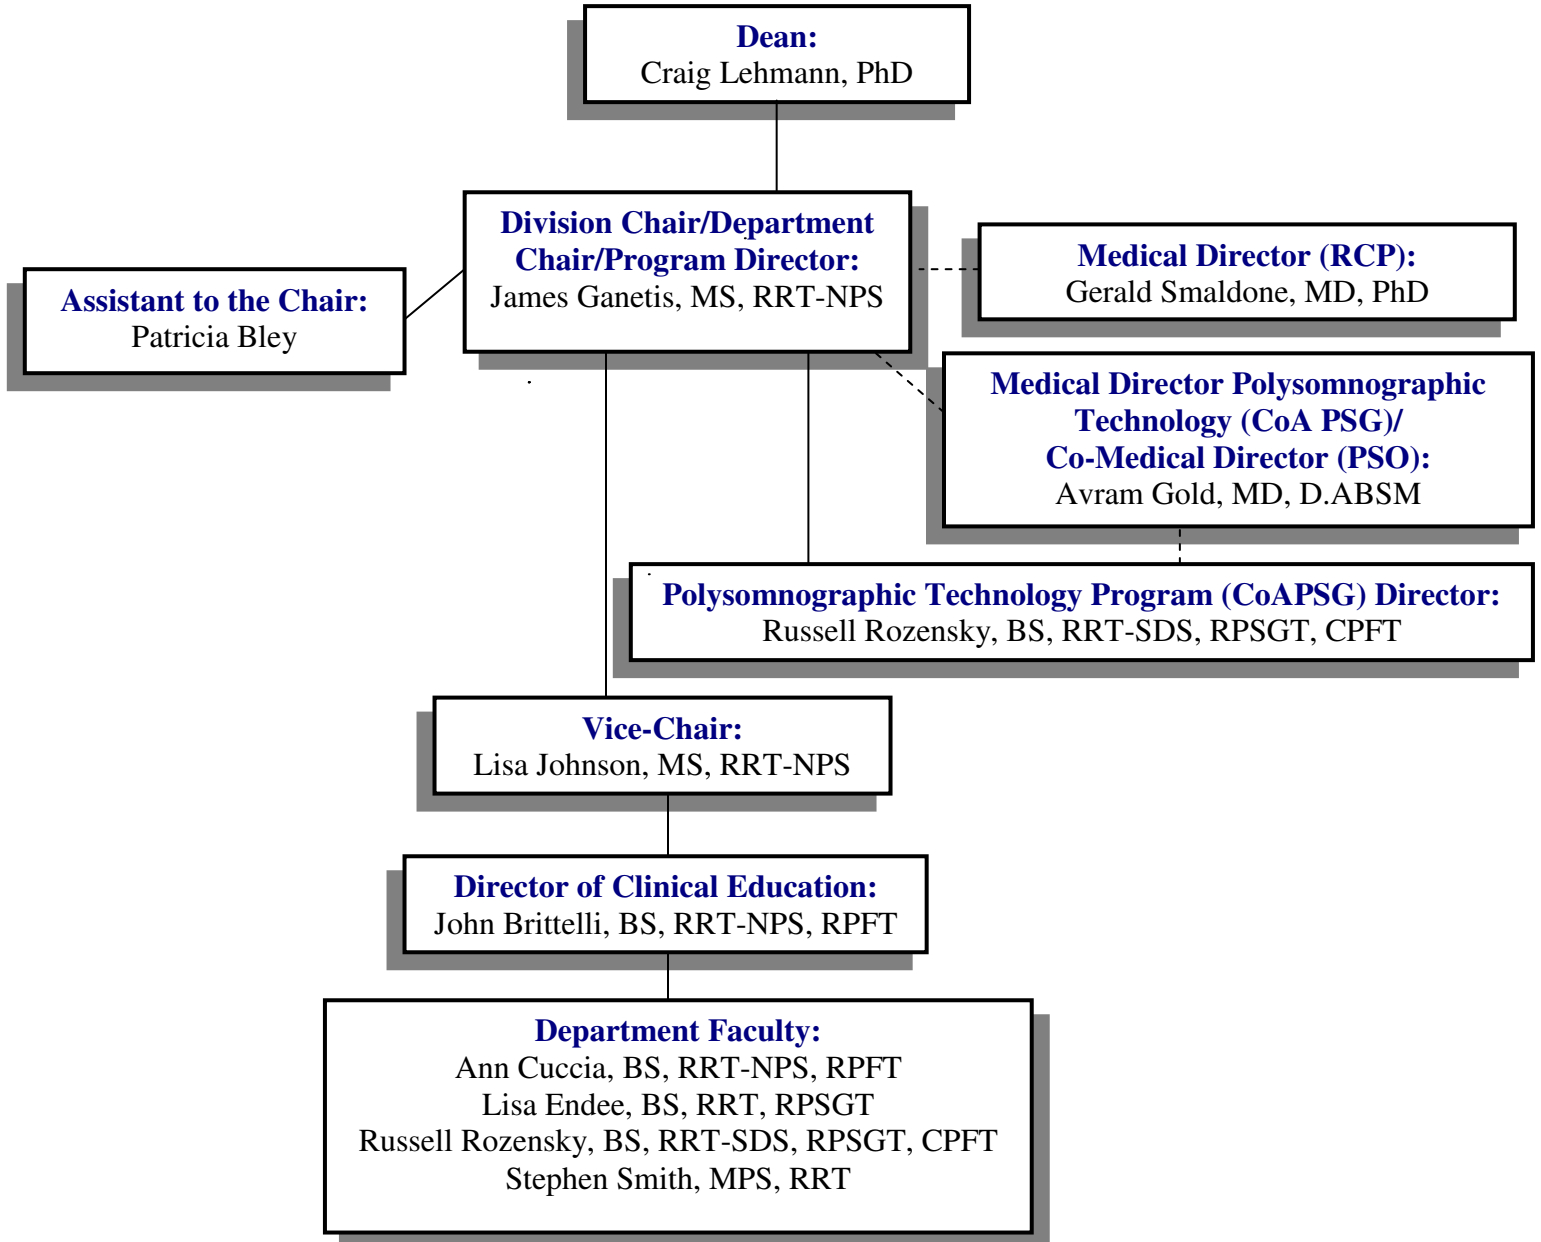 Dean:
Craig Lehmann, PhD
Division Chair/Department
Chair/Program Director:
James Ganetis, MS, RRT-NPS
Assistant to the Chair:
Patricia Bley
Medical Director (RCP):
Gerald Smaldone, MD, PhD
Medical Director Polysomnographic
Technology (CoA PSG)/
Co-Medical Director (PSO):
Avram Gold, MD, D.ABSM
Polysomnographic Technology Program (CoAPSG) Director:
Russell Rozensky, BS, RRT-SDS, RPSGT, CPFT
Vice-Chair:
Lisa Johnson, MS, RRT-NPS
Director of Clinical Education:
John Brittelli, BS, RRT-NPS, RPFT
Department Faculty:
Ann Cuccia, BS, RRT-NPS, RPFT
Lisa Endee, BS, RRT, RPSGT
Russell Rozensky, BS, RRT-SDS, RPSGT, CPFT
Stephen Smith, MPS, RRT